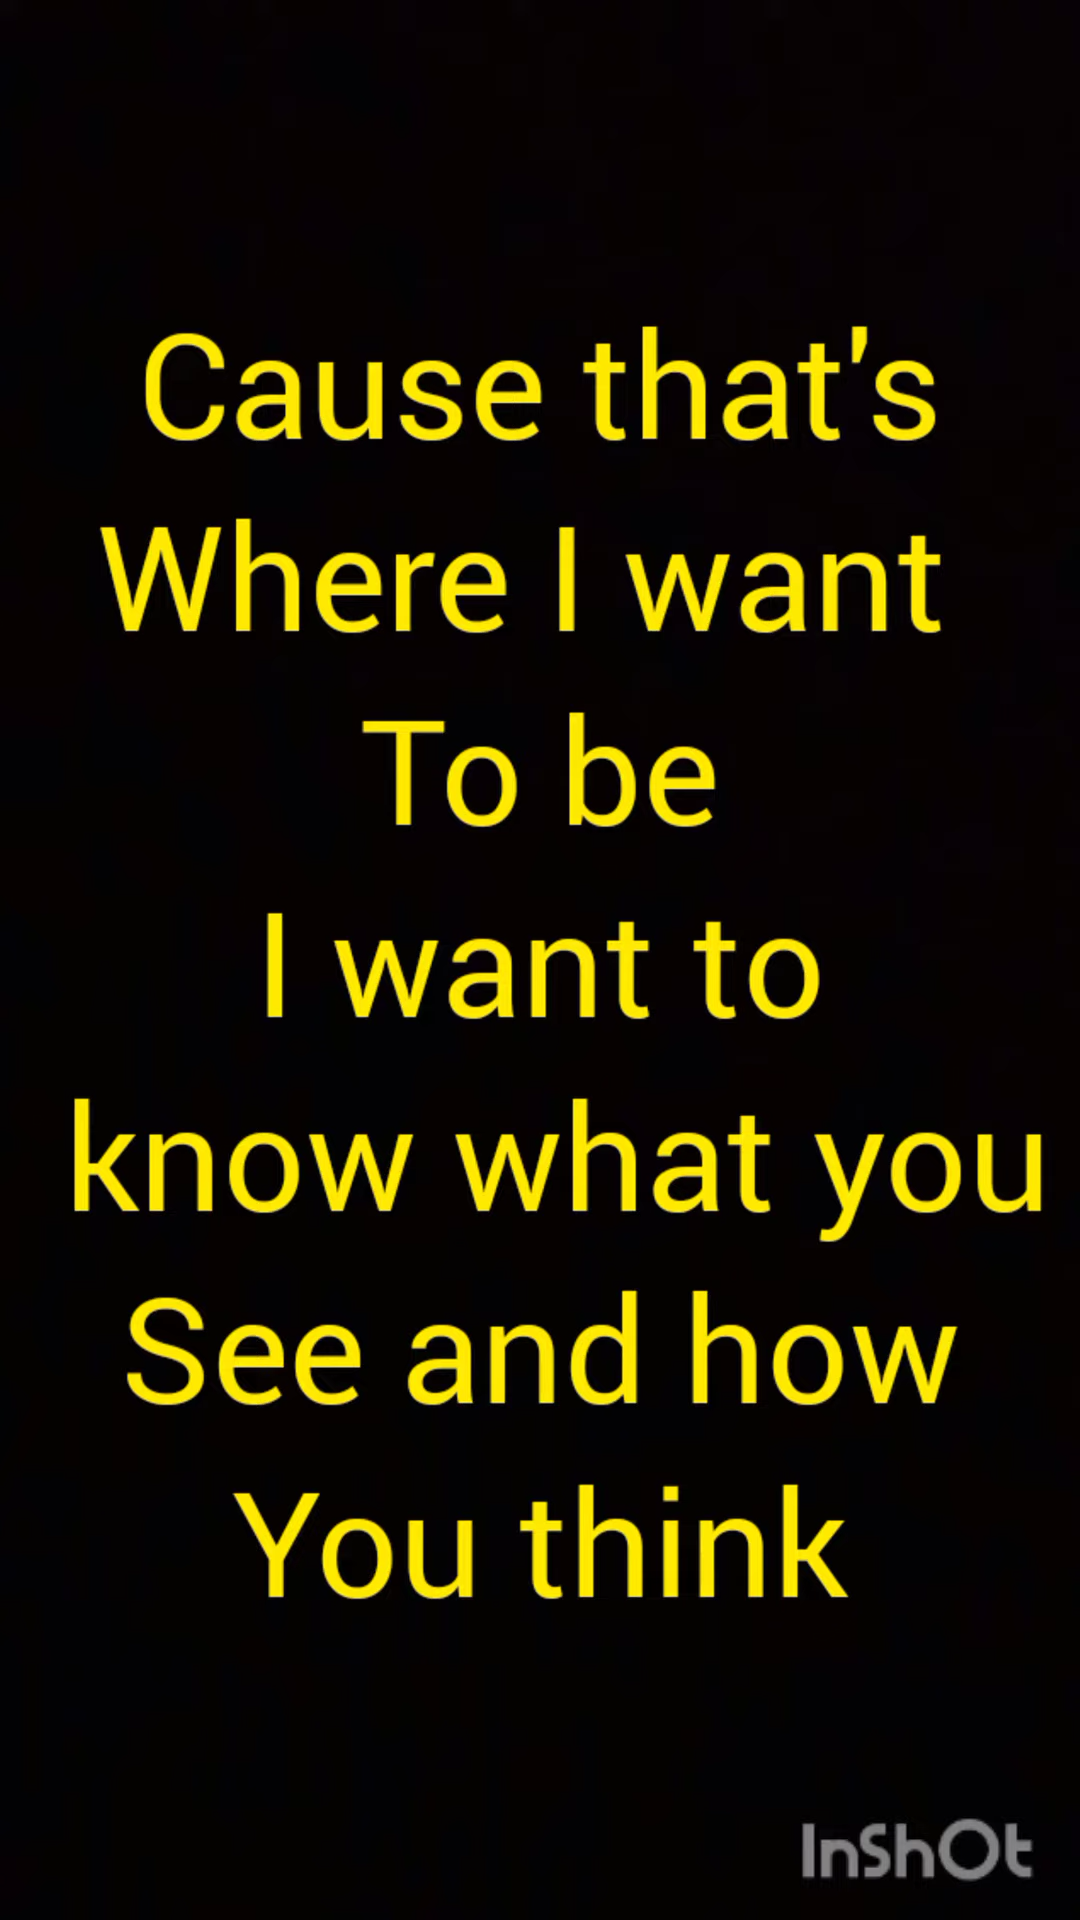 Cause that's
Where I want
To be
I want to
know what you
See and how
You think
InShOt